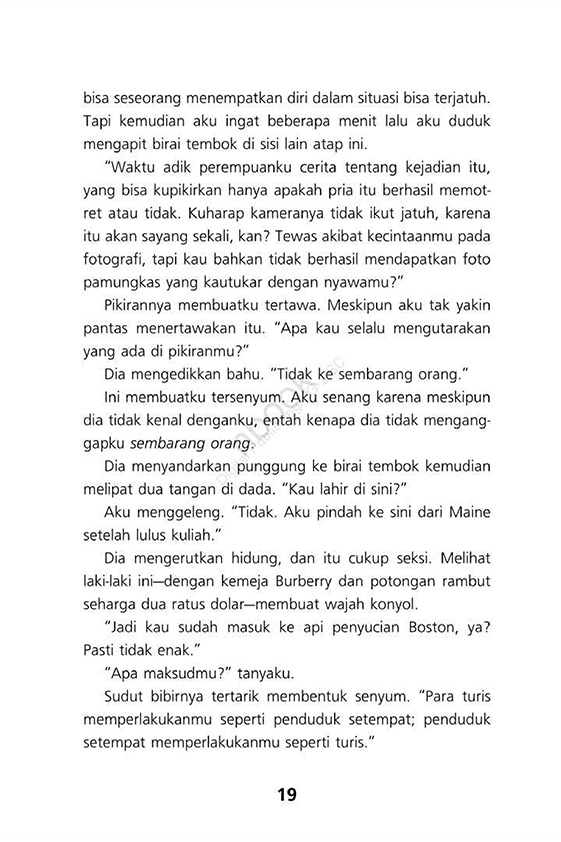 bisa seseorang menempatkan diri dalam situasi bisa terjatuh.
Tapi kemudian aku ingat beberapa menit lalu aku duduk
mengapit birai tembok di sisi lain atap ini.
“Waktu adik perempuanku cerita tentang kejadian itu,
yang bisa kupikirkan hanya apakah pria itu berhasil memot-
ret atau tidak. Kuharap kameranya tidak ikut jatuh, karena
itu akan sayang sekali, kan? Tewas akibat kecintaanmu pada
fotografi, tapi kau bahkan tidak berhasil mendapatkan foto
pamungkas yang kautukar dengan nyawamu?”
Pikirannya membuatku tertawa. Meskipun aku tak yakin
pantas menertawakan itu. “Apa kau selalu mengutarakan
yang ada di pikiranmu?”
Dia mengedikkan bahu. “Tidak ke sembarang orang.”
Ini membuatku tersenyum. Aku senang karena meskipun
dia tidak kenal denganku, entah kenapa dia tidak mengang-
gapku sembarang orang.
Dia menyandarkan punggung ke birai tembok kemudian
melipat dua tangan di dada. “Kau lahir di sini?”
Aku menggeleng. “Tidak. Aku pindah ke sini dari Maine
setelah lulus kuliah.”
Dia mengerutkan hidung, dan itu cukup seksi. Melihat
laki-laki ini—dengan kemeja Burberry dan potongan rambut
seharga dua ratus dolar—membuat wajah konyol.
“Jadi kau sudah masuk ke api penyucian Boston, ya?
Pasti tidak enak.”
“Apa maksudmu?” tanyaku.
Sudut bibirnya tertarik membentuk senyum. “Para turis
memperlakukanmu seperti penduduk setempat; penduduk
setempat memperlakukanmu seperti turis.”
19